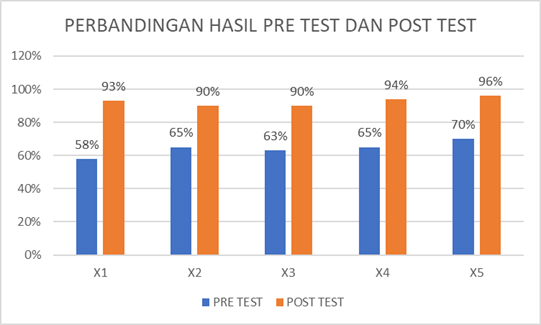 PERBANDINGAN HASIL PRE TEST DAN POST TEST
120%
100%
80%
60%
40%
20%
0%
58%
93%
65%
90%
63%
90%
65%
94%
70%
96%
X1
X2
X3
X4
X5
PRE TEST
POST TEST